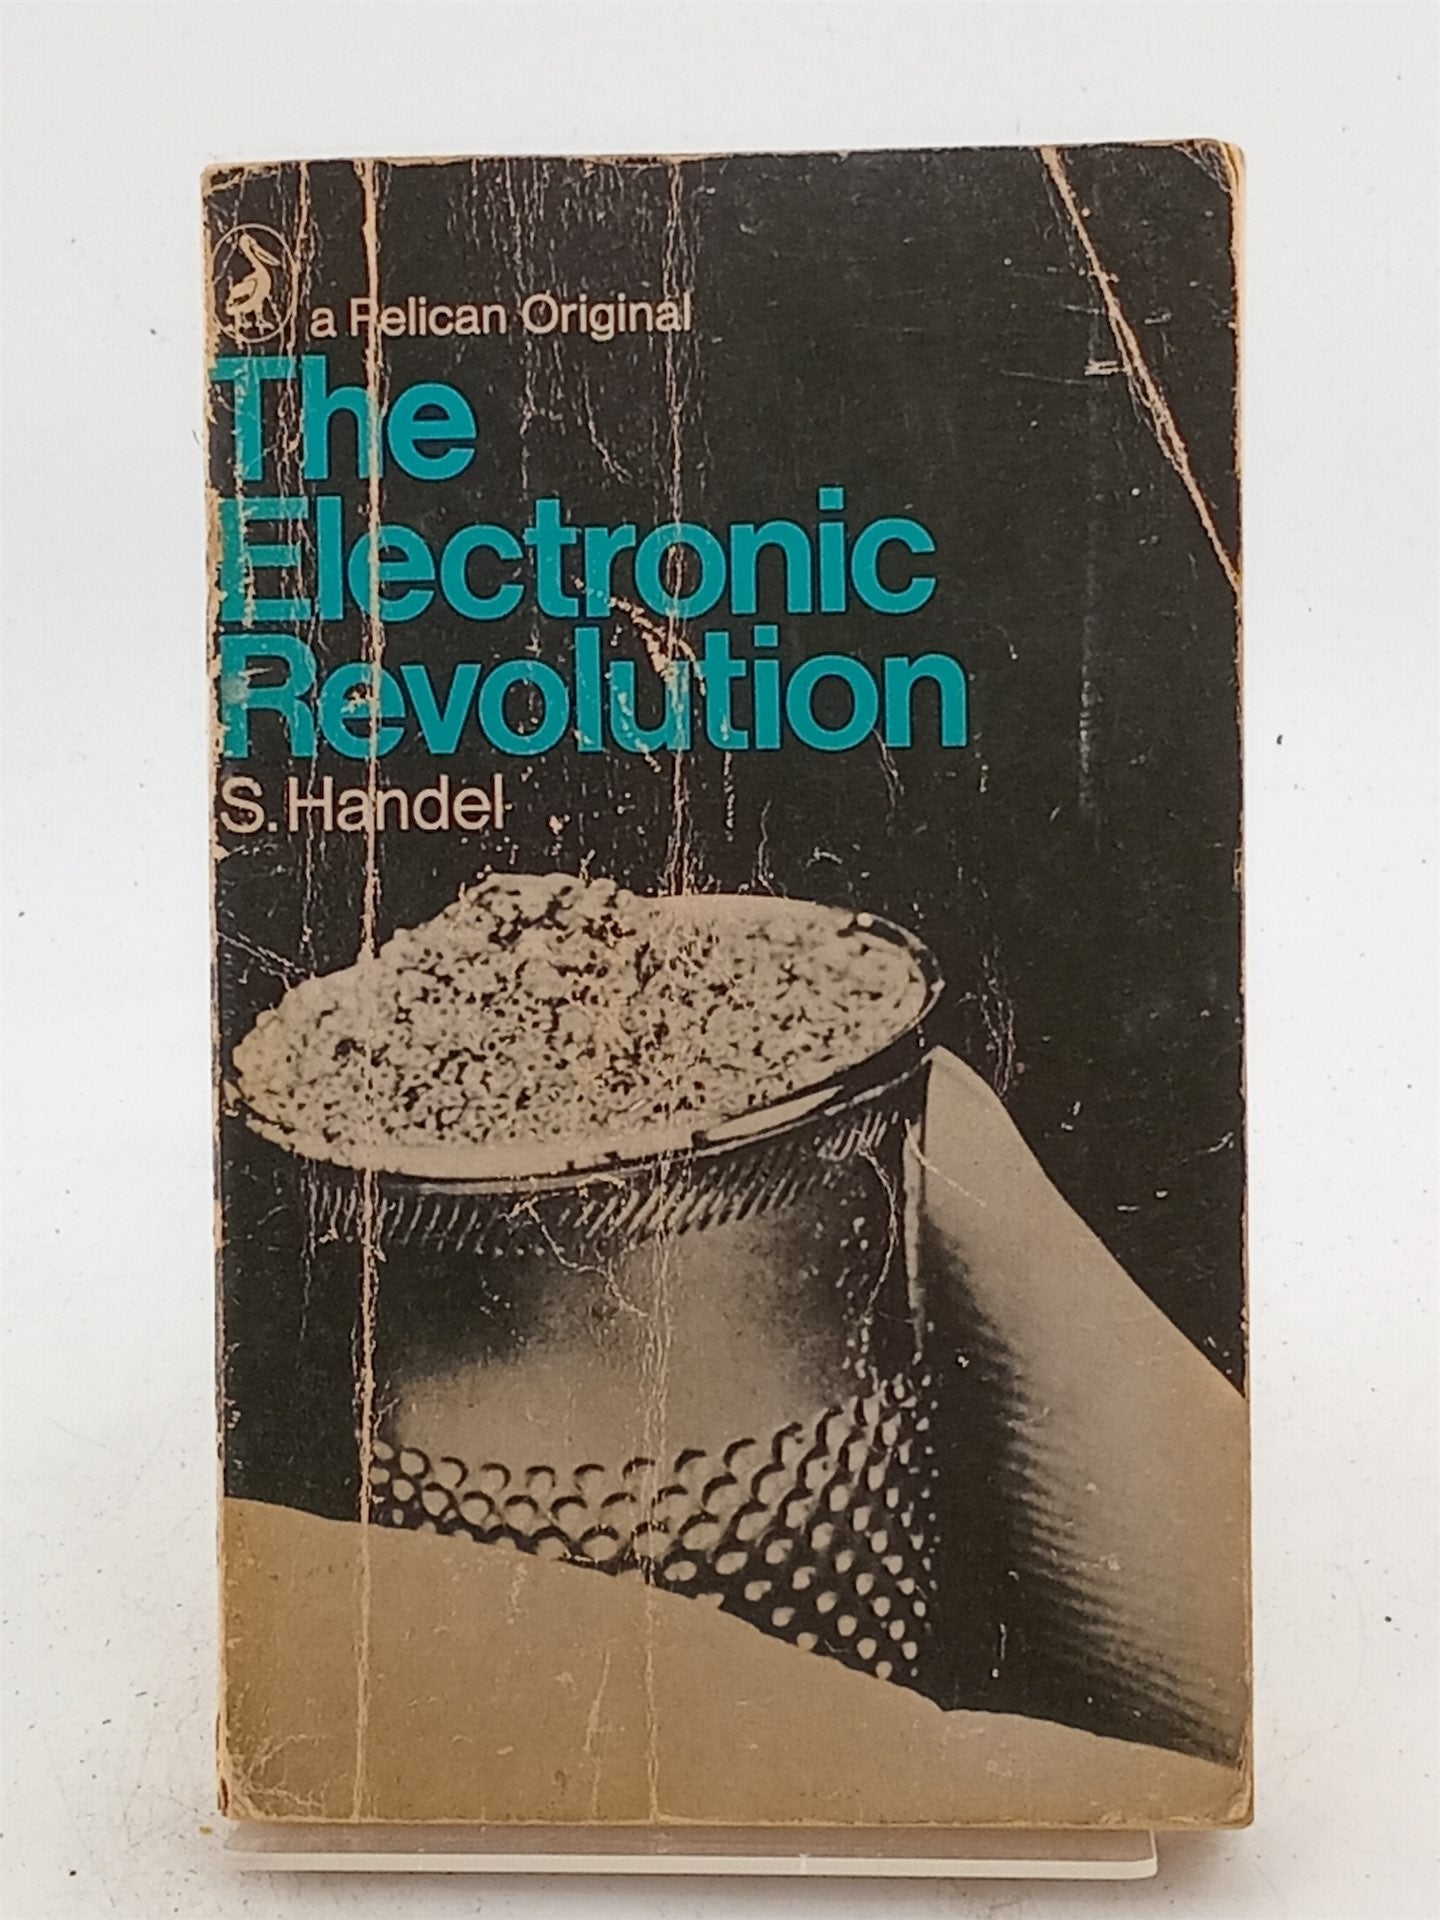 a Pelican Original
The
Electronic
Revolution
S. Handel